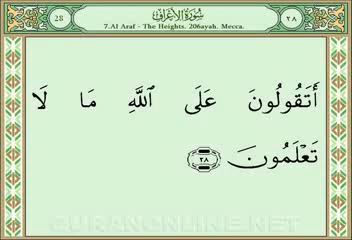 28 سُورَةُ الأَعْرَافِ ٢٨
7.Al Araf - The Heights. 206ayah. Mecca.
أَتَقُولُونَ عَلَى ٱللَّهِ مَا لَا
تَعْلَمُونَ ٢٨
QURANONLINE.NET